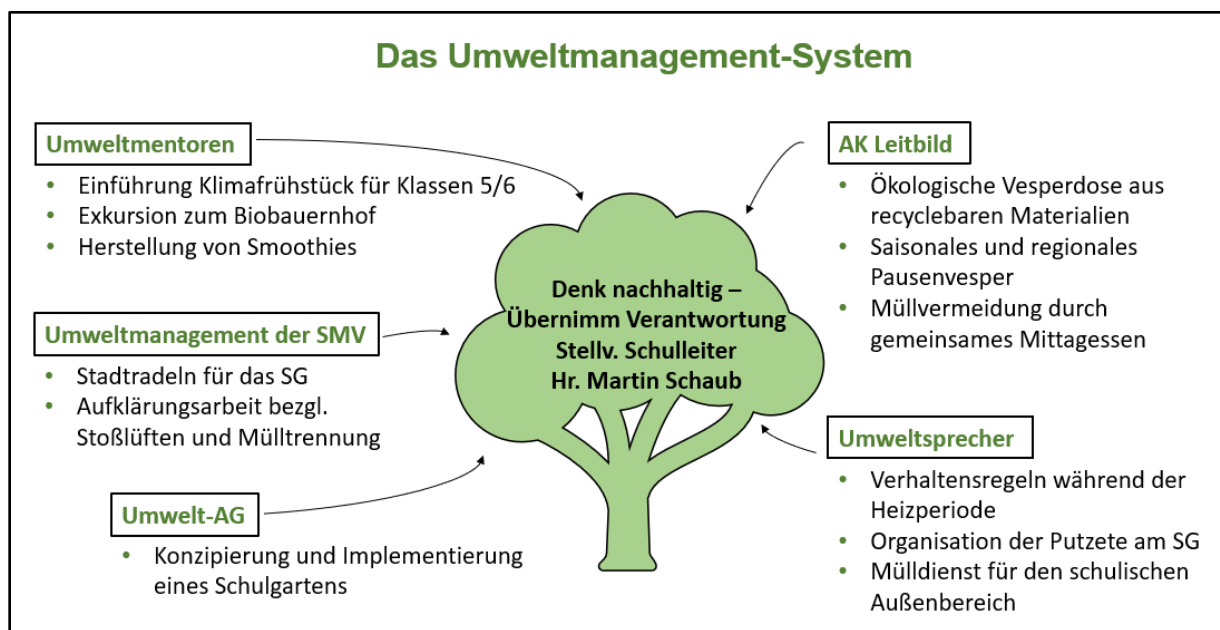 Das Umweltmanagement-System
Umweltmentoren
• Einführung Klimafrühstück für Klassen 5/6
• Exkursion zum Biobauernhof
• Herstellung von Smoothies
Umweltmanagement der SMV
• Stadtradeln für das SG
• Aufklärungsarbeit bezgl.
Stoßlüften und Mülltrennung
Umwelt-AG
• Konzipierung und Implementierung
eines Schulgartens
Denk nachhaltig –
Übernimm Verantwortung
Stellv. Schulleiter
Hr. Martin Schaub
AK Leitbild
• Ökologische Vesperdose aus
recyclebaren Materialien
• Saisonales und regionales
Pausenvesper
• Müllvermeidung durch
gemeinsames Mittagessen
Umweltsprecher
• Verhaltensregeln während der
Heizperiode
• Organisation der Putzete am SG
• Mülldienst für den schulischen
Außenbereich